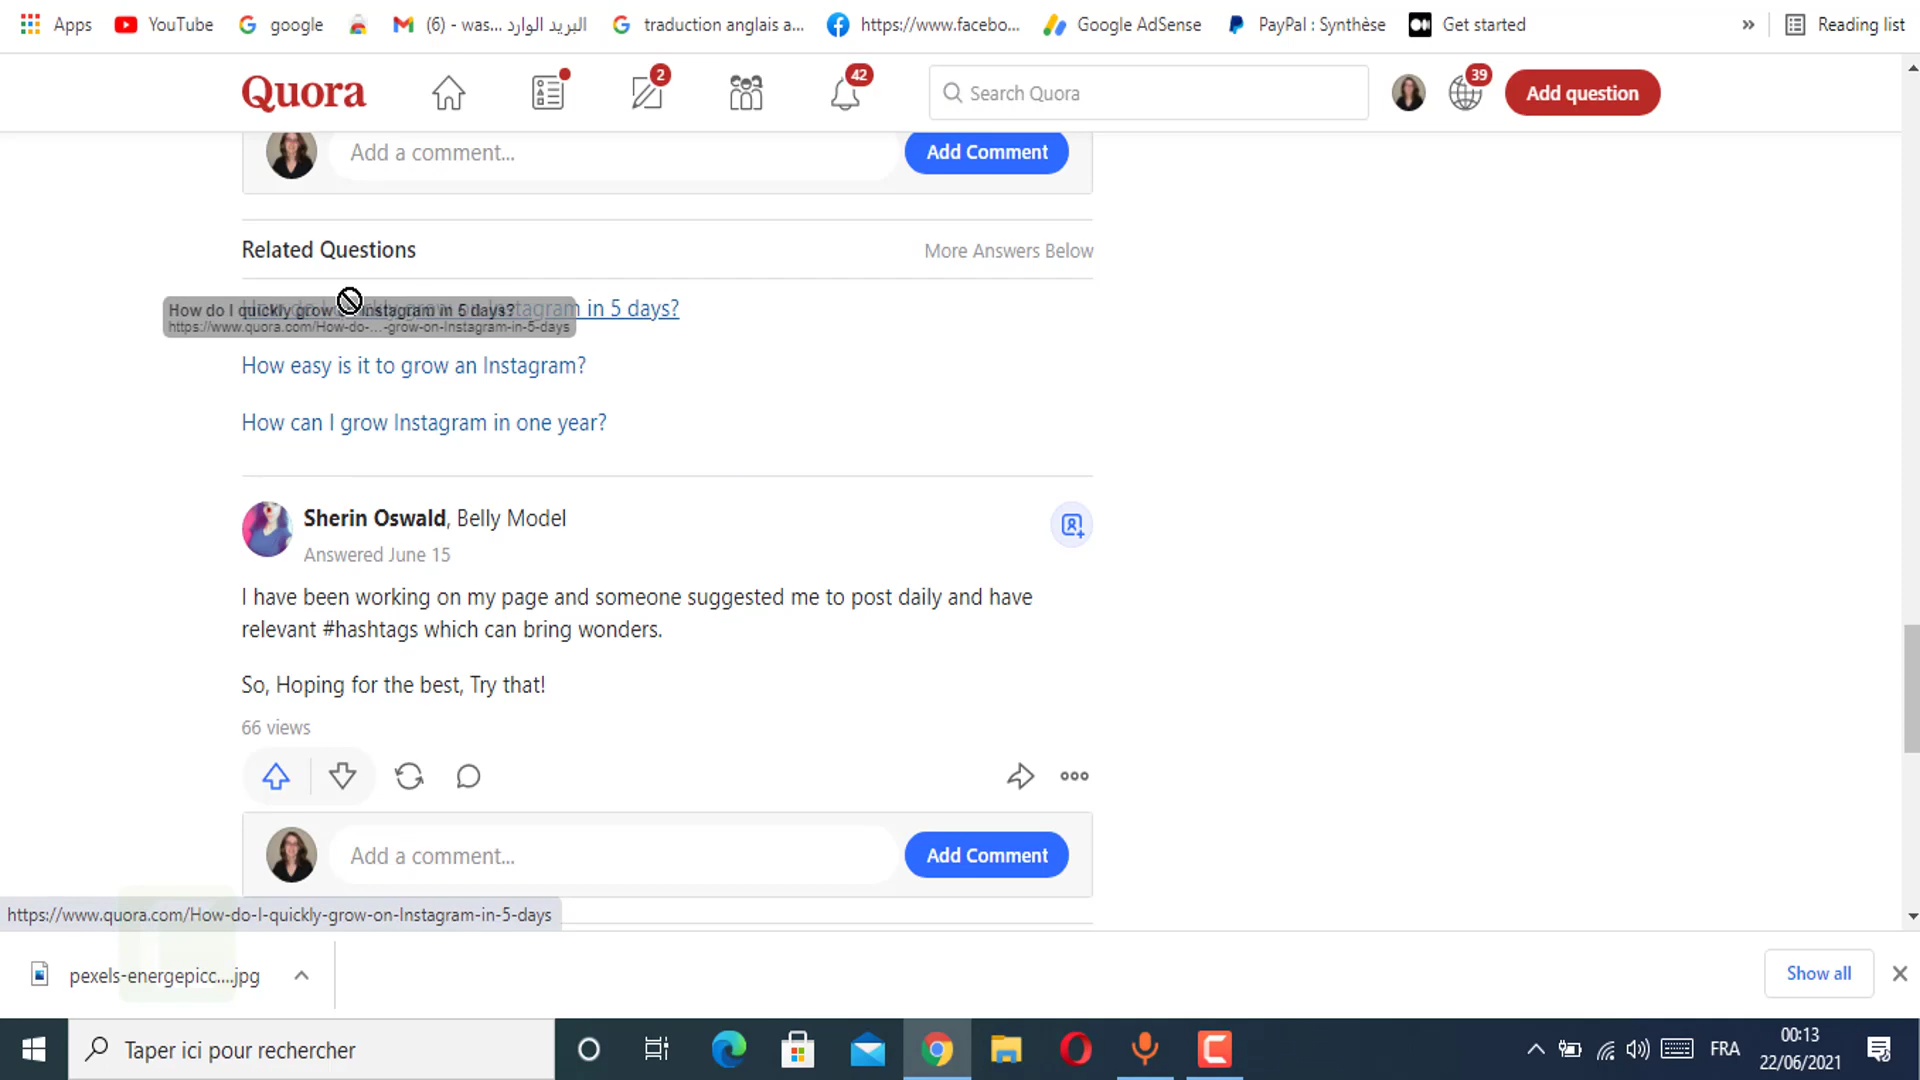 Apps YouTube google (6) - was... البريد الوارد traduction anglais a... https://www.facebo... Google AdSense PayPal : Synthèse Get started » Reading list
Quora 2 42 Search Quora 39 Add question
Add a comment... Add Comment
Related Questions More Answers Below
How do I quickly grow on Instagram in 5 days?
How do I quickly grow on Instagram in 5 days?
https://www.quora.com/How-do-...-grow-on-Instagram-in-5-days
How easy is it to grow an Instagram?
How can I grow Instagram in one year?
Sherin Oswald, Belly Model
Answered June 15
I have been working on my page and someone suggested me to post daily and have
relevant #hashtags which can bring wonders.
So, Hoping for the best, Try that!
66 views
Add a comment... Add Comment
https://www.quora.com/How-do-I-quickly-grow-on-Instagram-in-5-days
pexels-energepicc....jpg Show all
Taper ici pour rechercher FRA 00:13
22/06/2021